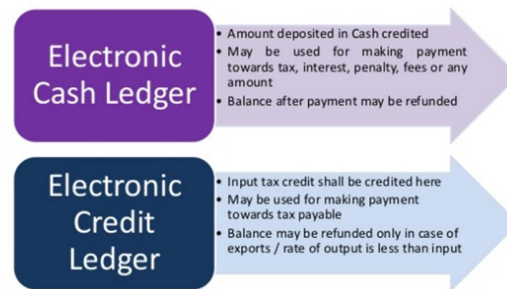 Electronic
Cash Ledger
• Amount deposited in Cash credited
• May be used for making payment
towards tax, interest, penalty, fees or any
amount
• Balance after payment may be refunded
Electronic
Credit
Ledger
• Input tax credit shall be credited here
• May be used for making payment
towards tax payable
• Balance may be refunded only in case of
exports / rate of output is less than input